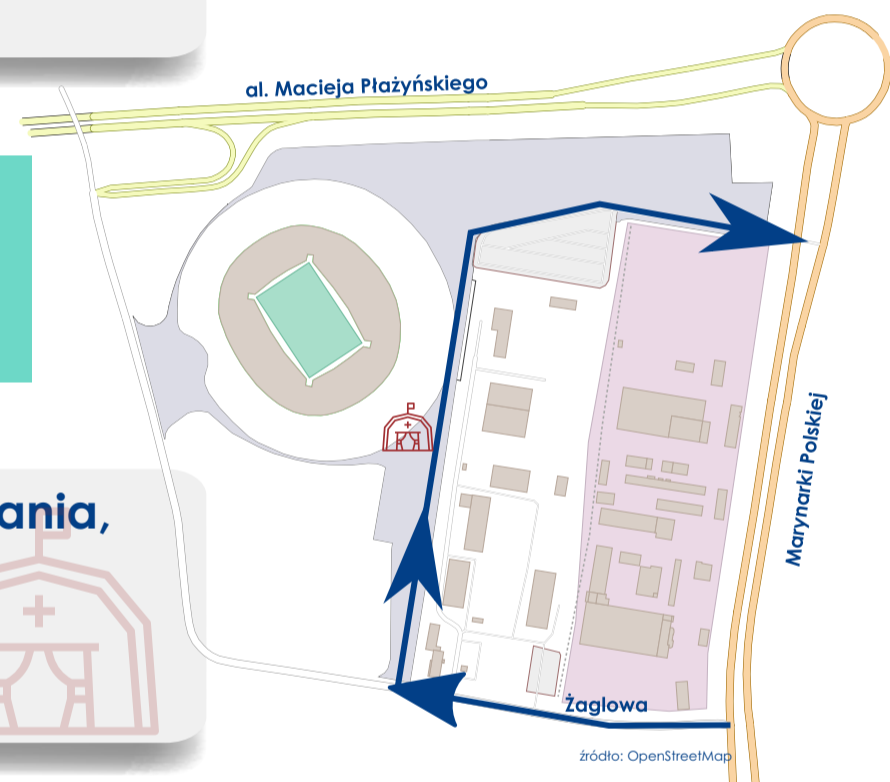 al. Macieja Płażyńskiego
Marynarki Polskiej
ania,
Żaglowa
źródło: OpenStreetMap